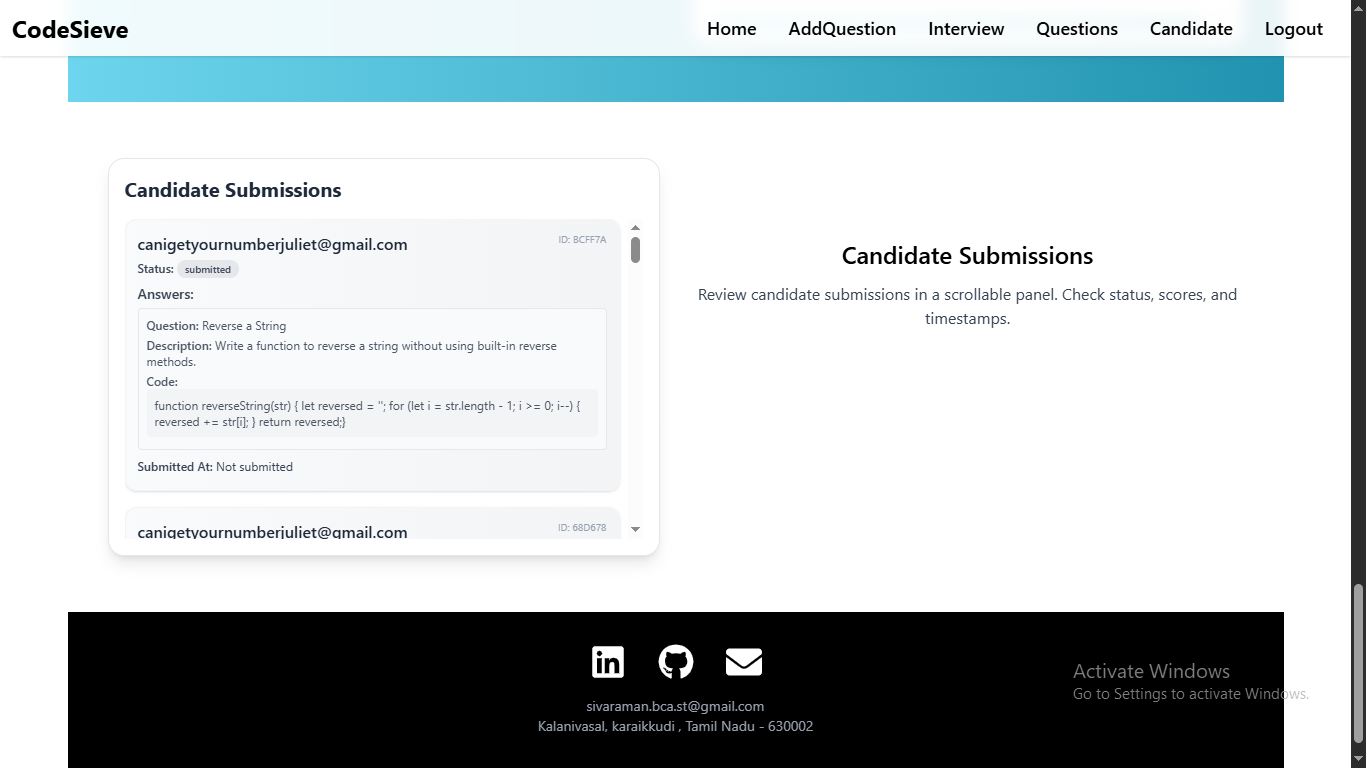 CodeSieve
Home
AddQuestion
Interview
Questions
Candidate
Logout
Candidate Submissions
canigetyournumberjuliet@gmail.com
ID: BCFF7A
Status: submitted
Answers:
Question: Reverse a String
Description: Write a function to reverse a string without using built-in reverse
methods.
Code:
function reverseString(str) { let reversed = ''; for (let i = str.length - 1; i >= 0; i--) {
reversed += str[i]; } return reversed;}
Submitted At: Not submitted
canigetyournumberjuliet@gmail.com
ID: 68D678
Candidate Submissions
Review candidate submissions in a scrollable panel. Check status, scores, and
timestamps.
in
sivaraman.bca.st@gmail.com
Kalanivasal, karaikkudi , Tamil Nadu - 630002
Activate Windows
Go to Settings to activate Windows.